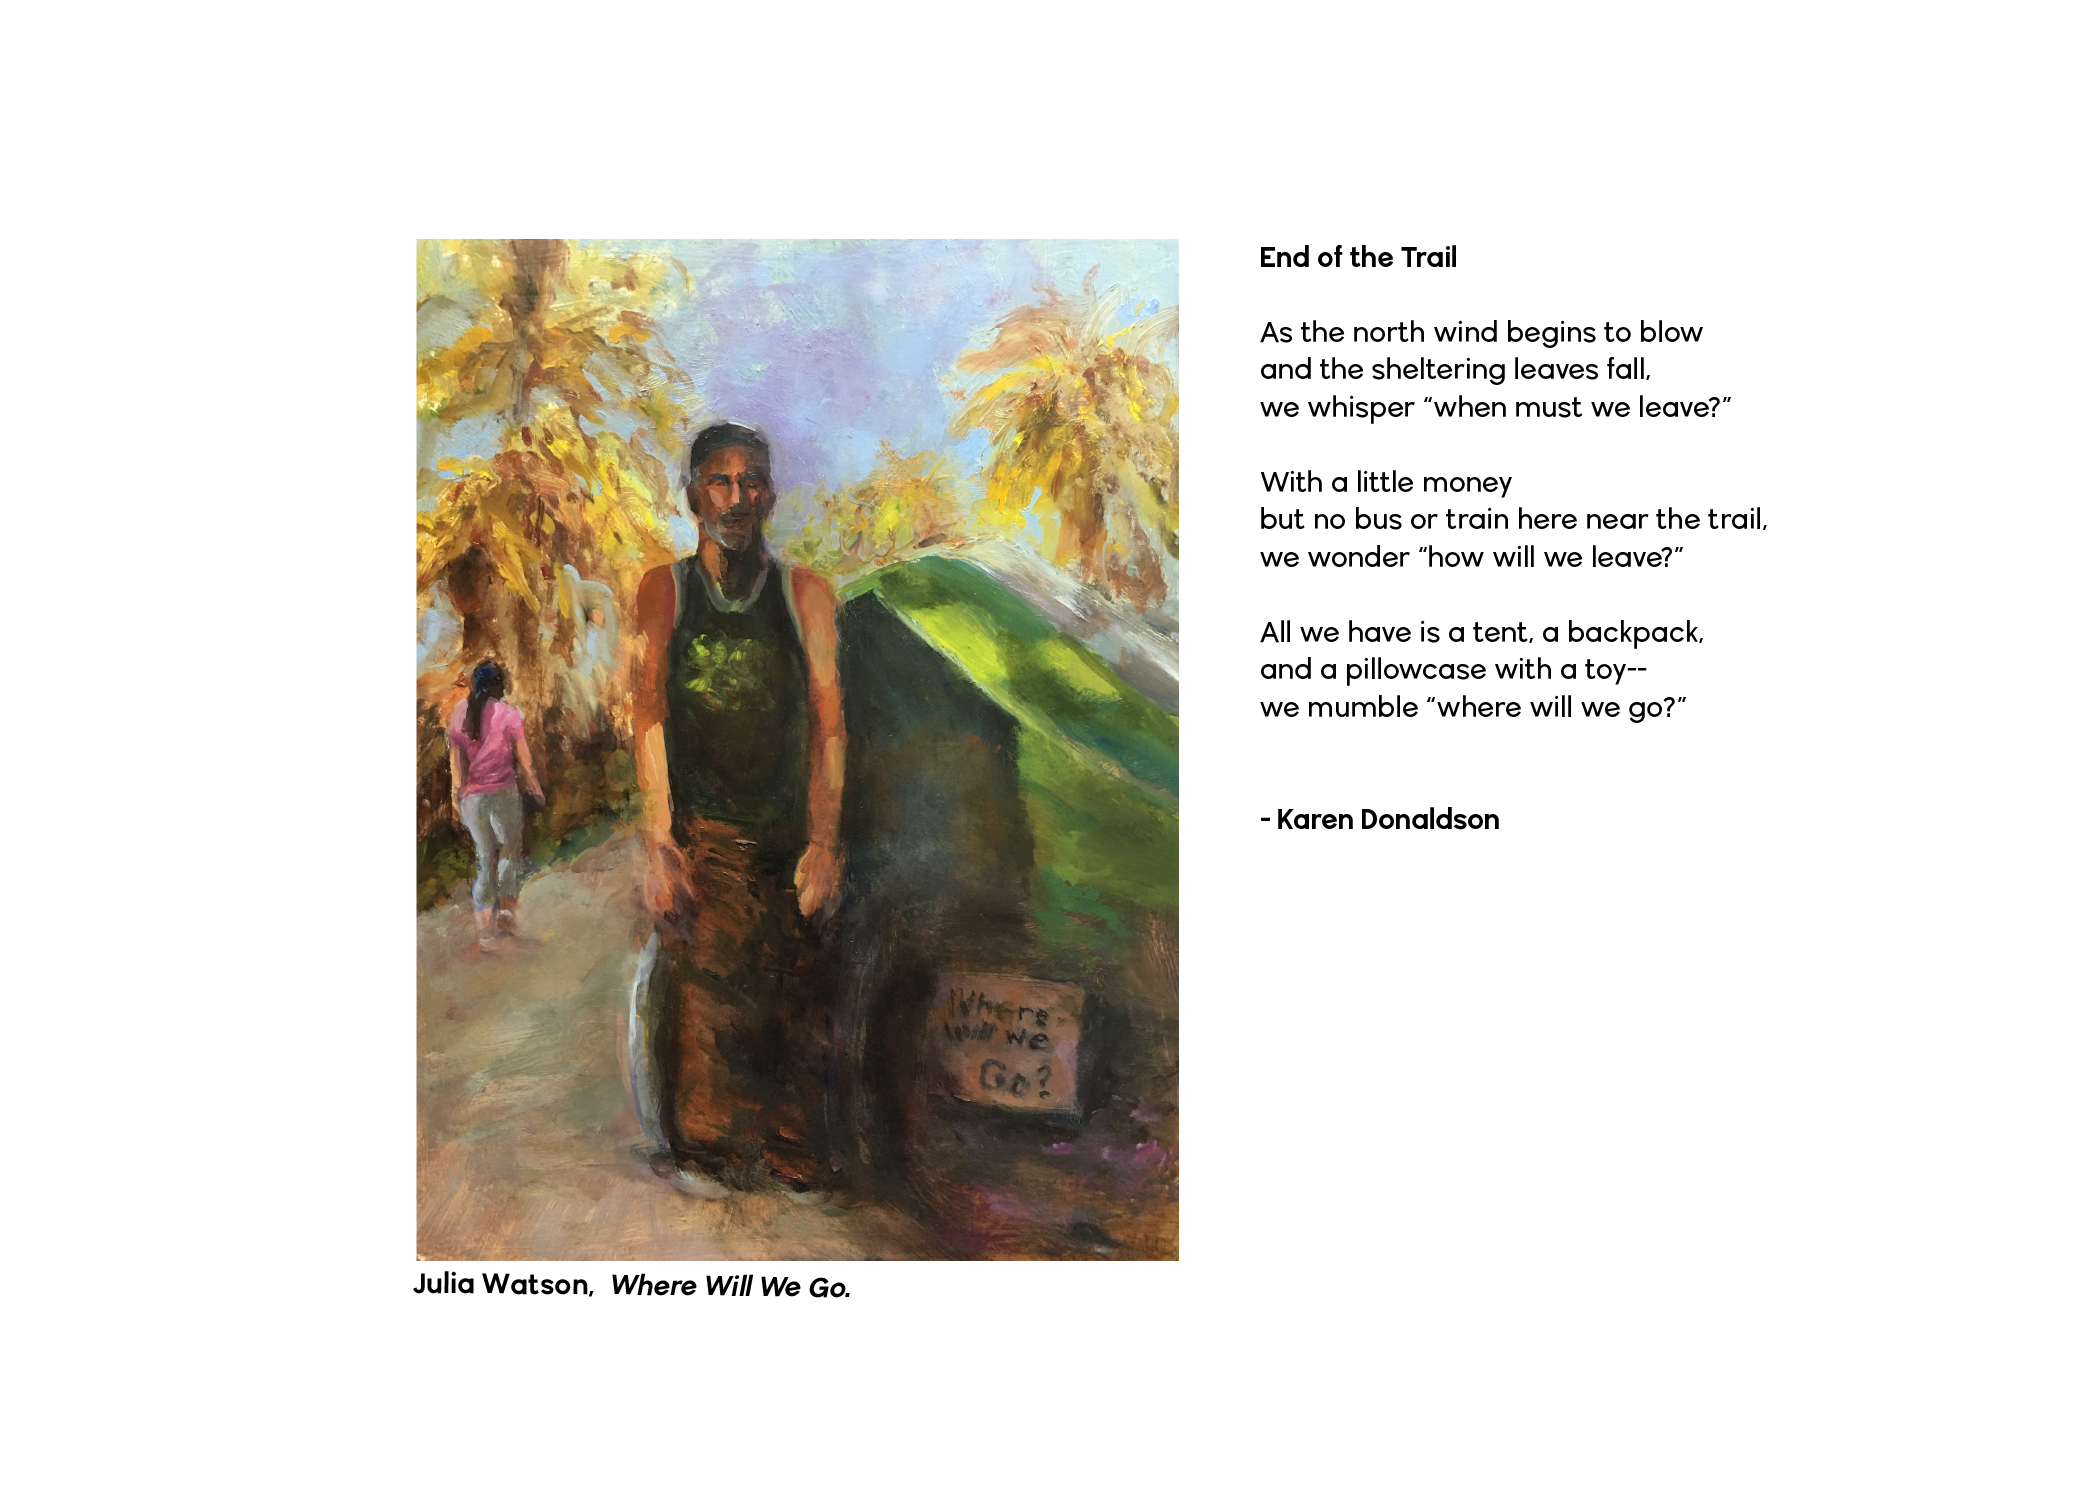 End of the Trail
As the north wind begins to blow
and the sheltering leaves fall,
we whisper “when must we leave?”
With a little money
but no bus or train here near the trail,
we wonder “how will we leave?”
All we have is a tent, a backpack,
and a pillowcase with a toy--
we mumble “where will we go?”
- Karen Donaldson
Where
will we
Go?
Julia Watson, Where Will We Go.